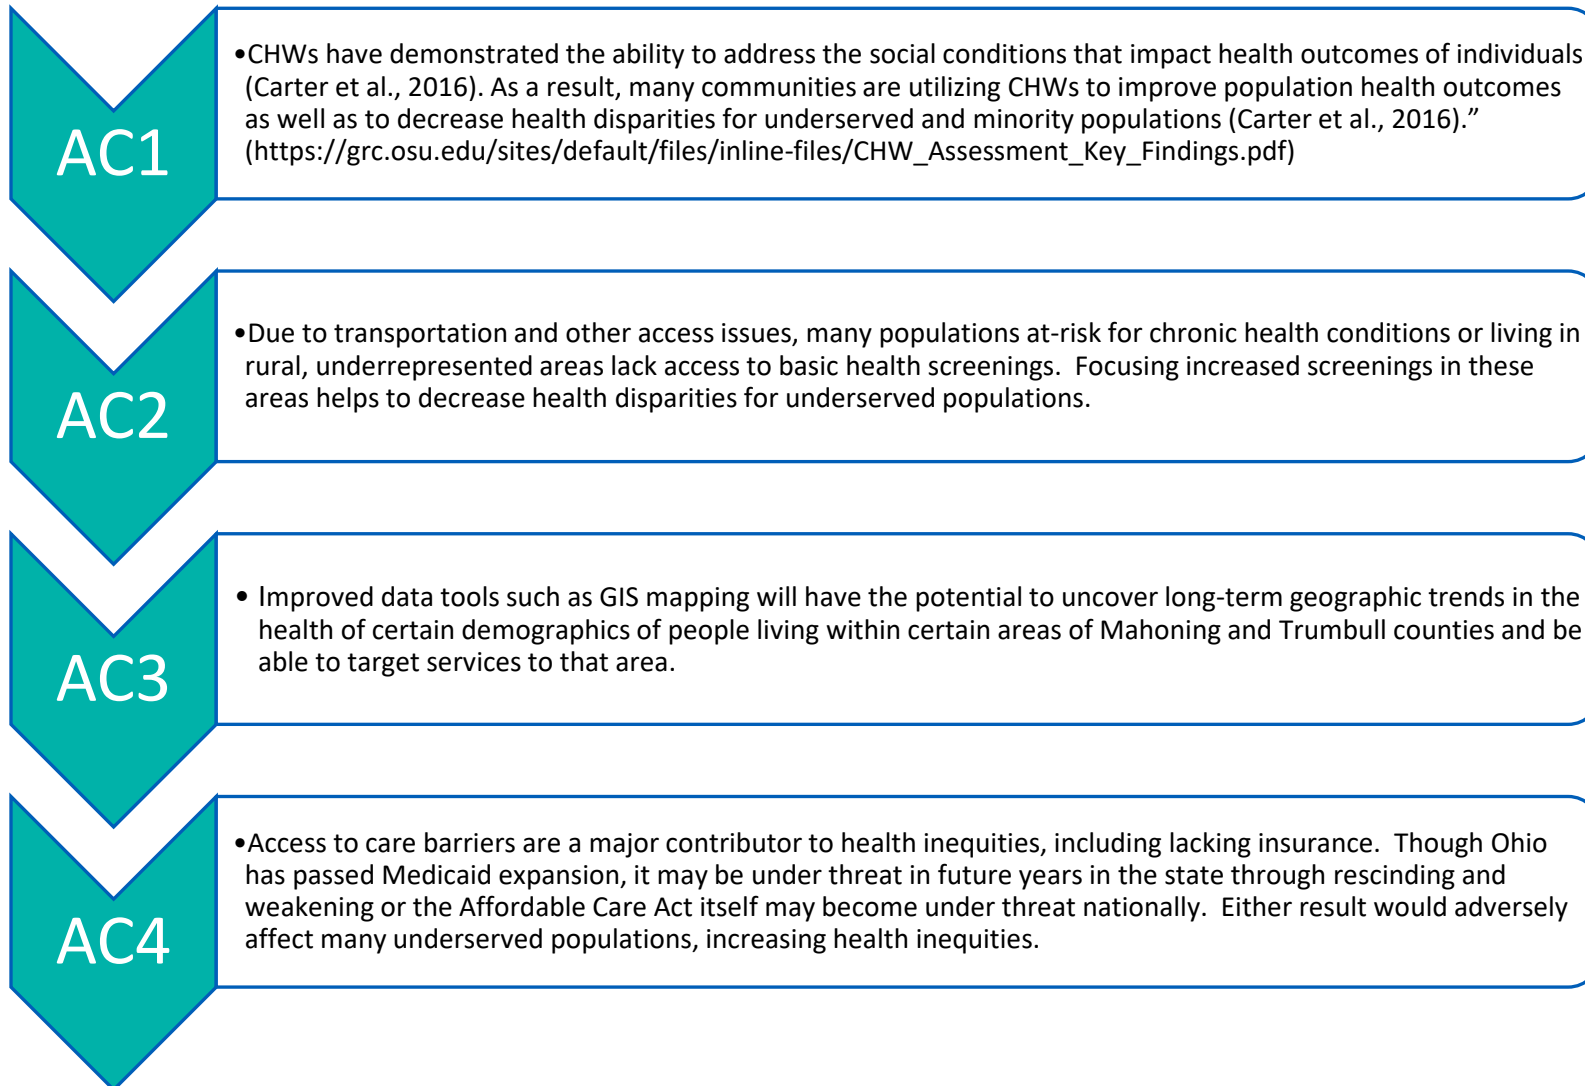 AC1
•CHWs have demonstrated the ability to address the social conditions that impact health outcomes of individuals
(Carter et al., 2016). As a result, many communities are utilizing CHWs to improve population health outcomes
as well as to decrease health disparities for underserved and minority populations (Carter et al., 2016).”
(https://grc.osu.edu/sites/default/files/inline-files/CHW_Assessment_Key_Findings.pdf)
AC2
•Due to transportation and other access issues, many populations at-risk for chronic health conditions or living in
rural, underrepresented areas lack access to basic health screenings.  Focusing increased screenings in these
areas helps to decrease health disparities for underserved populations.
AC3
• Improved data tools such as GIS mapping will have the potential to uncover long-term geographic trends in the
health of certain demographics of people living within certain areas of Mahoning and Trumbull counties and be
able to target services to that area.
AC4
•Access to care barriers are a major contributor to health inequities, including lacking insurance.  Though Ohio
has passed Medicaid expansion, it may be under threat in future years in the state through rescinding and
weakening or the Affordable Care Act itself may become under threat nationally.  Either result would adversely
affect many underserved populations, increasing health inequities.